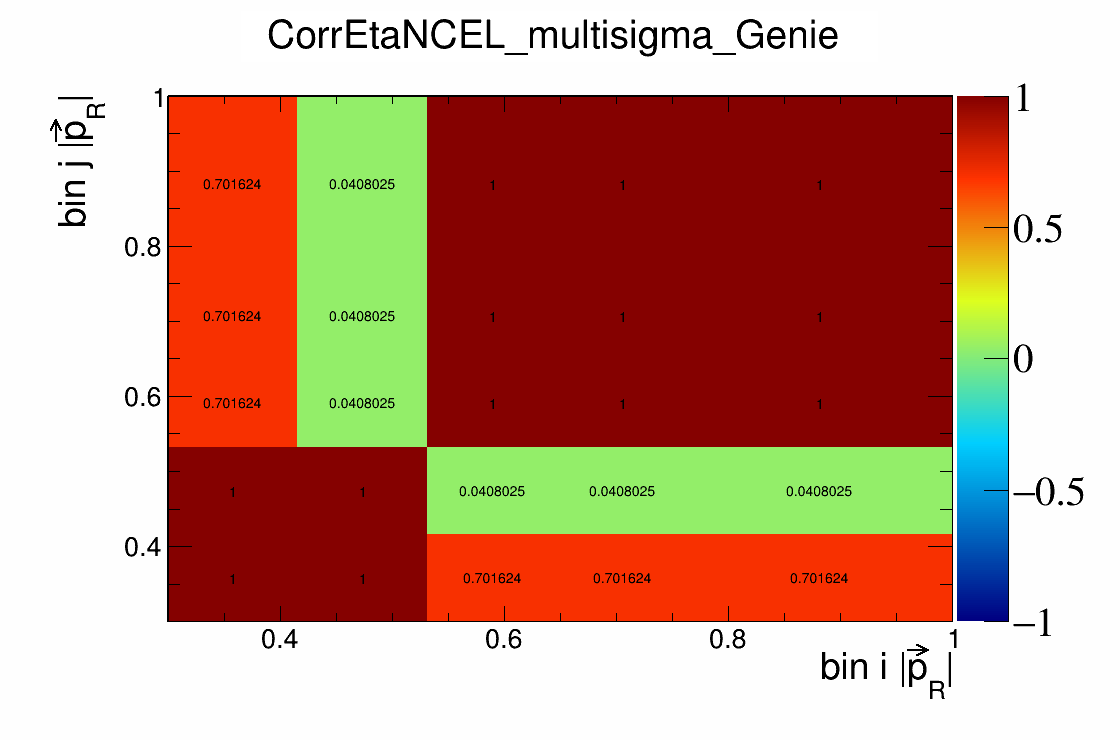 CorrEtaNCEL_multisigma_Genie
bin j |p⃗_R|
1
0.8
0.6
0.4
0.701624 0.0408025 1 1 1
0.701624 0.0408025 1 1 1
0.701624 0.0408025 1 1 1
1 1 0.0408025 0.0408025 0.0408025
1 1 0.701624 0.701624 0.701624
0.4 0.6 0.8 1
bin i |p⃗_R|
1
0.5
0
−0.5
−1